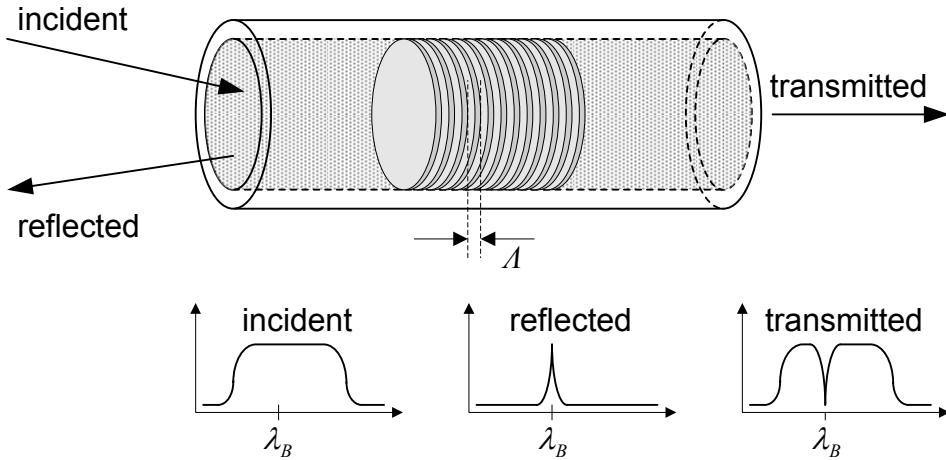 incident
transmitted
reflected
Λ
incident
reflected
transmitted
λ_B
λ_B
λ_B